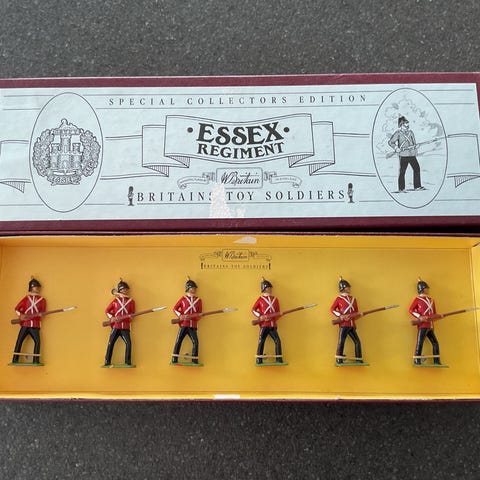 SPECIAL COLLECTORS EDITION
·ESSEX·
REGIMENT
W.Britain
BRITAINS TOY SOLDIERS
W.Britain
BRITAINS TOY SOLDIERS